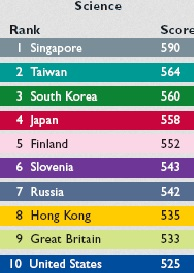 Science
Rank Score
1 Singapore 590
2 Taiwan 564
3 South Korea 560
4 Japan 558
5 Finland 552
6 Slovenia 543
7 Russia 542
8 Hong Kong 535
9 Great Britain 533
10 United States 525